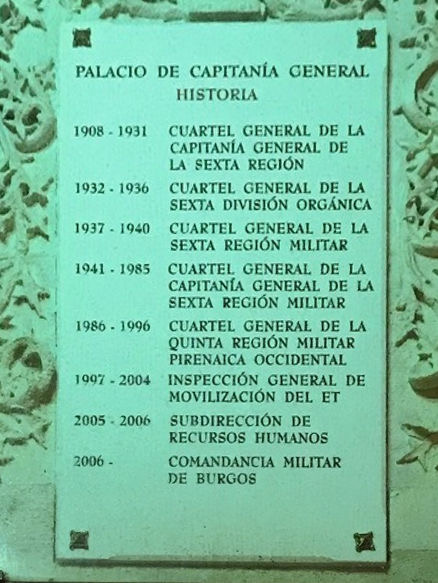 PALACIO DE CAPITANÍA GENERAL
HISTORIA
1908 - 1931 CUARTEL GENERAL DE LA
CAPITANÍA GENERAL DE
LA SEXTA REGIÓN
1932 - 1936 CUARTEL GENERAL DE LA
SEXTA DIVISIÓN ORGÁNICA
1937 - 1940 CUARTEL GENERAL DE LA
SEXTA REGIÓN MILITAR
1941 - 1985 CUARTEL GENERAL DE LA
CAPITANÍA GENERAL DE LA
SEXTA REGIÓN MILITAR
1986 - 1996 CUARTEL GENERAL DE LA
QUINTA REGIÓN MILITAR
PIRENAICA OCCIDENTAL
1997 - 2004 INSPECCIÓN GENERAL DE
MOVILIZACIÓN DEL ET
2005 - 2006 SUBDIRECCIÓN DE
RECURSOS HUMANOS
2006 - COMANDANCIA MILITAR
DE BURGOS